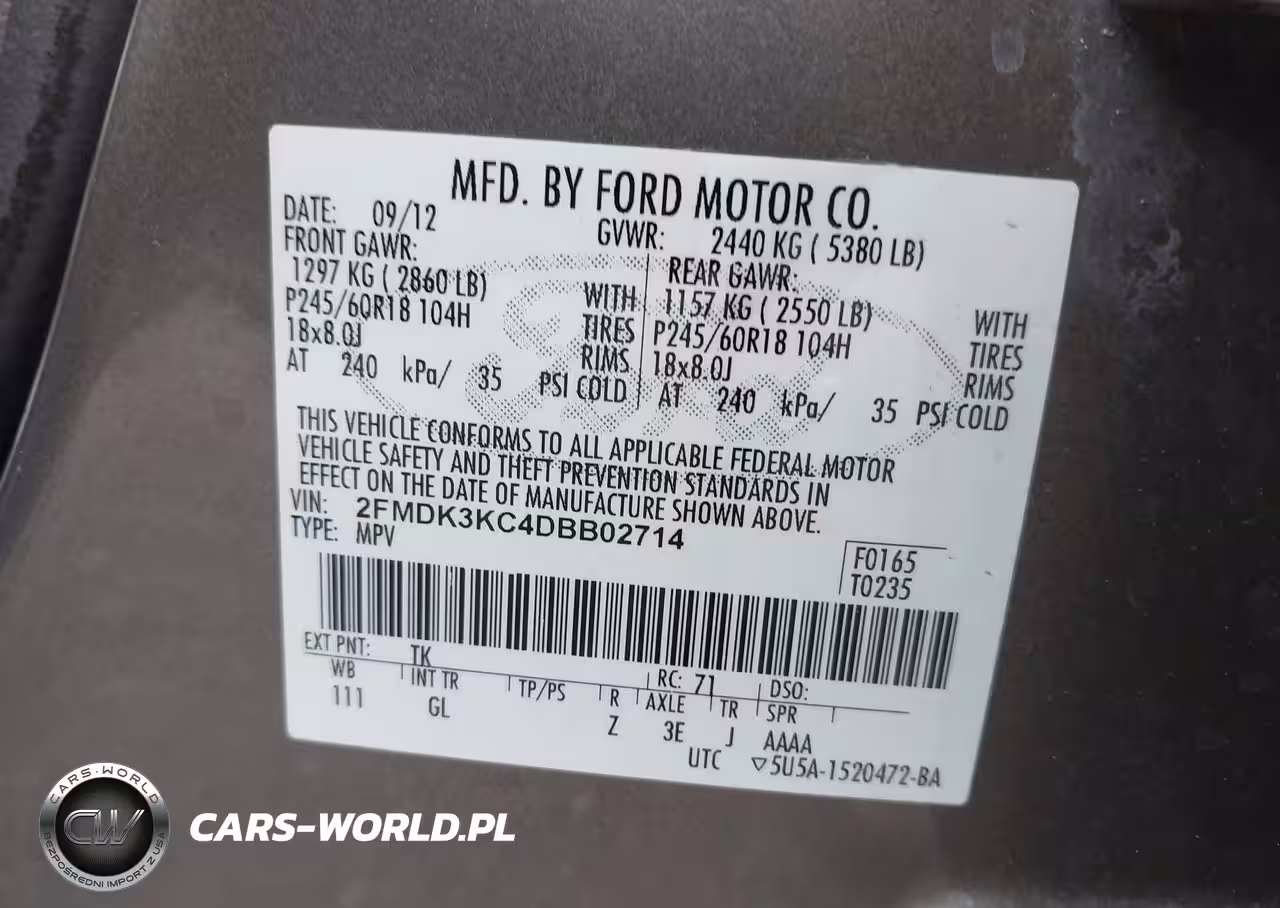 MFD. BY FORD MOTOR CO.
DATE: 09/12 GVWR: 2440 KG ( 5380 LB)
FRONT GAWR: REAR GAWR:
1297 KG ( 2860 LB) WITH 1157 KG ( 2550 LB) WITH
P245/60R18 104H TIRES P245/60R18 104H TIRES
18x8.0J RIMS 18x8.0J RIMS
AT 240 kPa/ 35 PSI COLD AT 240 kPa/ 35 PSI COLD
THIS VEHICLE CONFORMS TO ALL APPLICABLE FEDERAL MOTOR
VEHICLE SAFETY AND THEFT PREVENTION STANDARDS IN
EFFECT ON THE DATE OF MANUFACTURE SHOWN ABOVE.
VIN: 2FMDK3KC4DBB02714
TYPE: MPV
F0165
T0235
EXT PNT: TK RC: 71 DSO:
WB INT TR TP/PS R AXLE TR SPR
111 GL Z 3E J AAAA
UTC ▽5U5A-1520472-BA
CARS-WORLD
CW
BEZPOŚREDNI IMPORT Z USA
CARS-WORLD.PL